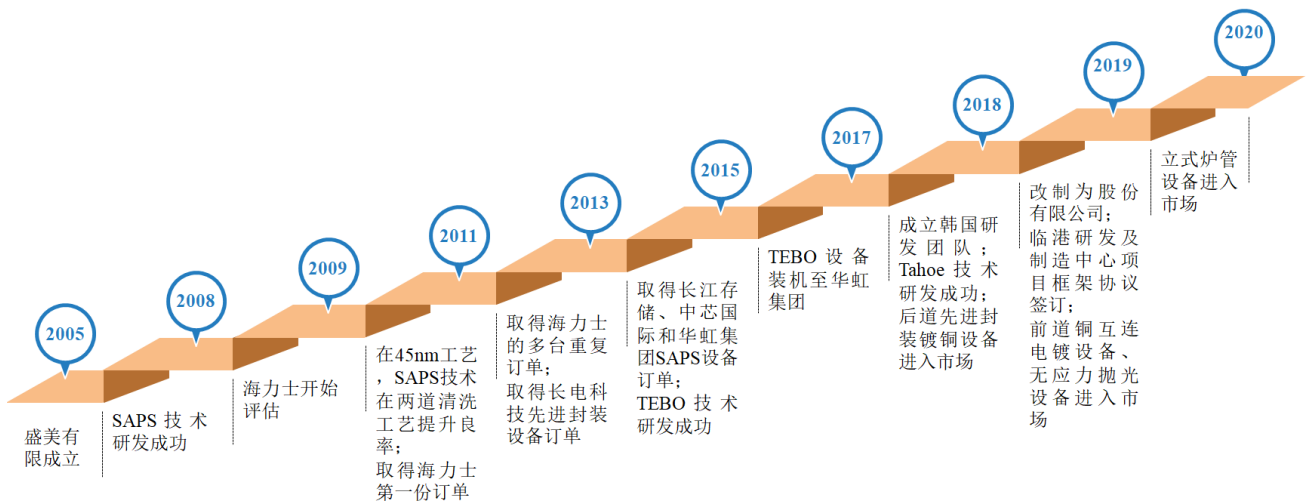 2005
盛美有
限成立
2008
SAPS 技术
研发成功
2009
海力士开始
评估
2011
在45nm工艺
，SAPS技术
在两道清洗
工艺提升良
率；
取得海力士
第一份订单
2013
取得海力士
的多台重复
订单；
取得长电科
技先进封装
设备订单
2015
取得长江存
储、中芯国
际和华虹集
团SAPS设备
订单；
TEBO 技术
研发成功
2017
TEBO 设备
装机至华虹
集团
2018
成立韩国研
发团队；
Tahoe 技术
研发成功；
后道先进封
装镀铜设备
进入市场
2019
改制为股份
有限公司；
临港研发及
制造中心项
目框架协议
签订；
前道铜互连
电镀设备、
无应力抛光
设备进入市
场
2020
立式炉管
设备进入
市场